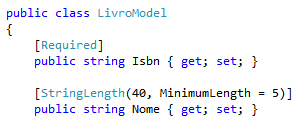 public class LivroModel
{
    [Required]
    public string Isbn { get; set; }

    [StringLength(40, MinimumLength = 5)]
    public string Nome { get; set; }